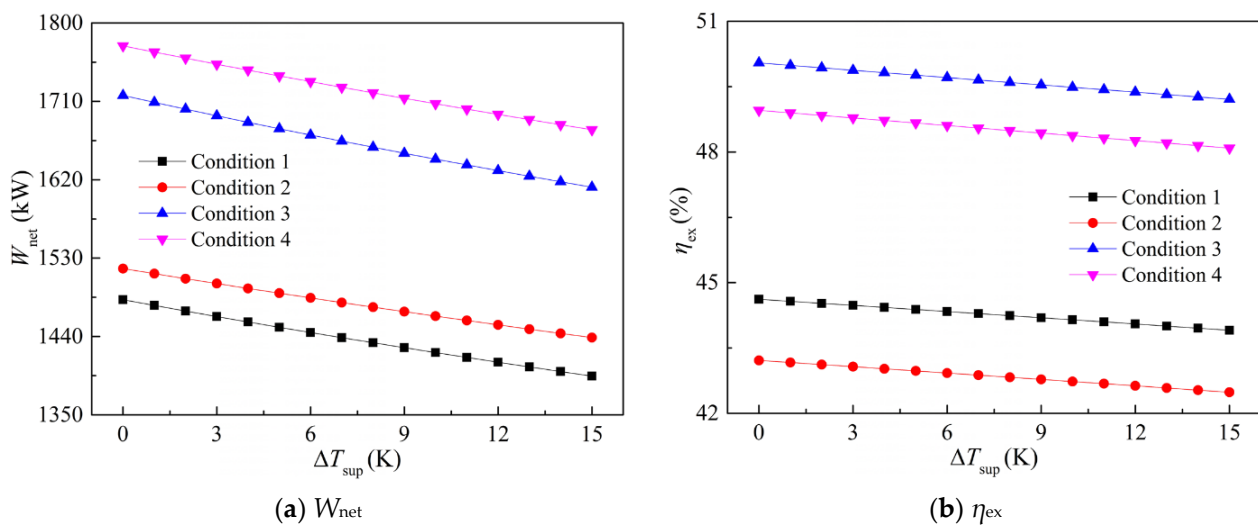 1800
1710
1620
1530
1440
1350
W_net (kW)
Condition 1
Condition 2
Condition 3
Condition 4
0 3 6 9 12 15
ΔT_sup (K)
(a) W_net
51
48
45
42
η_ex (%)
Condition 1
Condition 2
Condition 3
Condition 4
0 3 6 9 12 15
ΔT_sup (K)
(b) η_ex